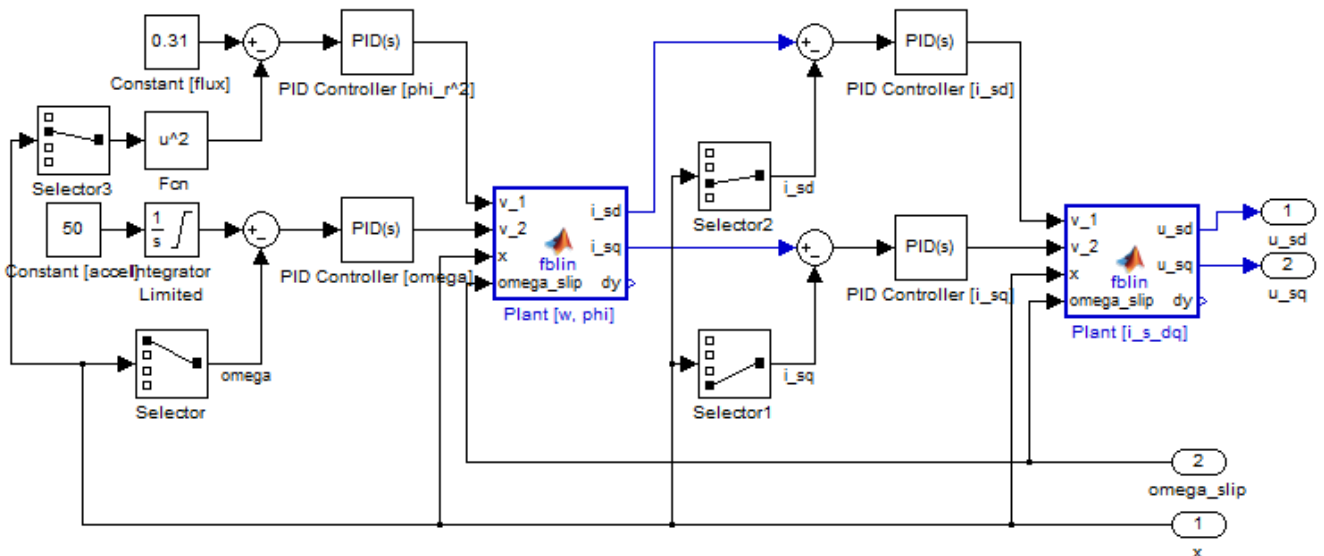 0.31
Constant [flux]
+
-
PID(s)
PID Controller [phi_r^2]
+
-
PID(s)
PID Controller [i_sd]
Selector3
u^2
Fcn
50
Constant [accel]
1
s
Integrator
Limited
+
-
PID(s)
PID Controller [omega]
v_1
v_2
x
omega_slip
fblin
i_sd
i_sq
dy
Plant [w, phi]
Selector2
i_sd
+
-
PID(s)
PID Controller [i_sq]
v_1
v_2
x
omega_slip
fblin
u_sd
u_sq
dy
Plant [i_s_dq]
1
u_sd
2
u_sq
Selector
omega
Selector1
i_sq
2
omega_slip
1
x